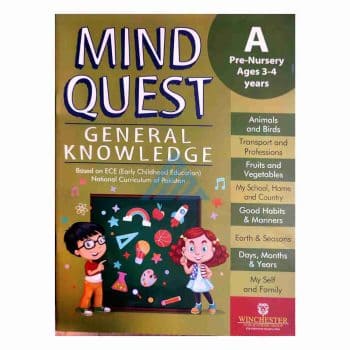 MIND
QUEST
GENERAL
KNOWLEDGE
Based on ECE (Early Childhood Education)
National Curriculum of Pakistan
A
Pre-Nursery
Ages 3-4
years
Animals
and Birds
Transport and
Professions
Fruits and
Vegetables
My School, Home
and Country
Good Habits
& Manners
Earth & Seasons
Days, Months
& Years
My Self
and Family
WINCHESTER